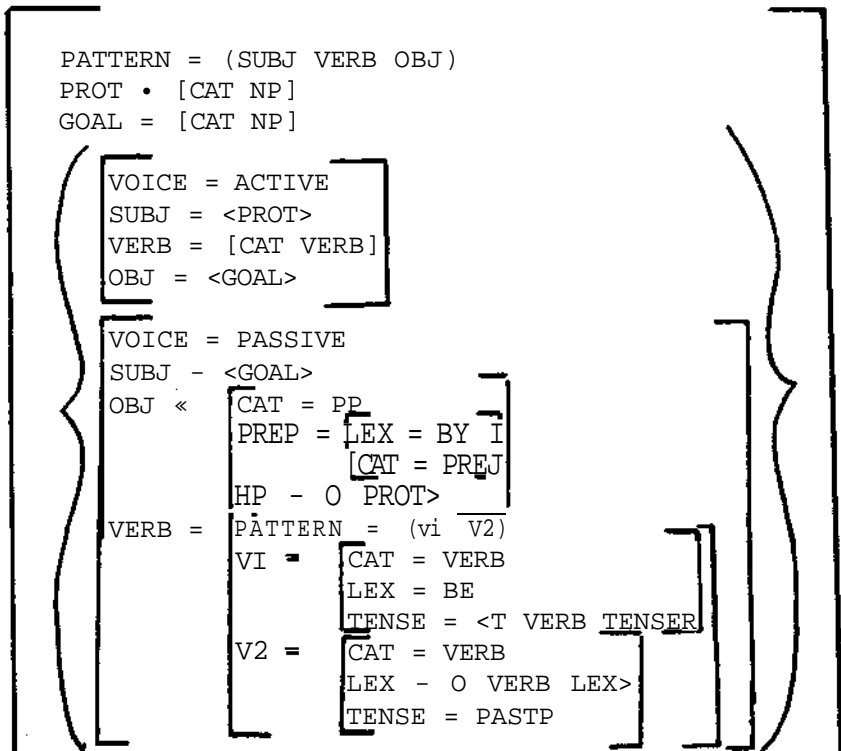 PATTERN = (SUBJ VERB OBJ)
PROT • [CAT NP]
GOAL = [CAT NP]
VOICE = ACTIVE
SUBJ = <PROT>
VERB = [CAT VERB]
OBJ = <GOAL>
VOICE = PASSIVE
SUBJ - <GOAL>
OBJ « CAT = PP
PREP = LEX = BY I
[CAT = PREJ
HP - O PROT>
VERB = PATTERN = (vi V2)
VI = CAT = VERB
LEX = BE
TENSE = <T VERB TENSER
V2 = CAT = VERB
LEX - O VERB LEX>
TENSE = PASTP